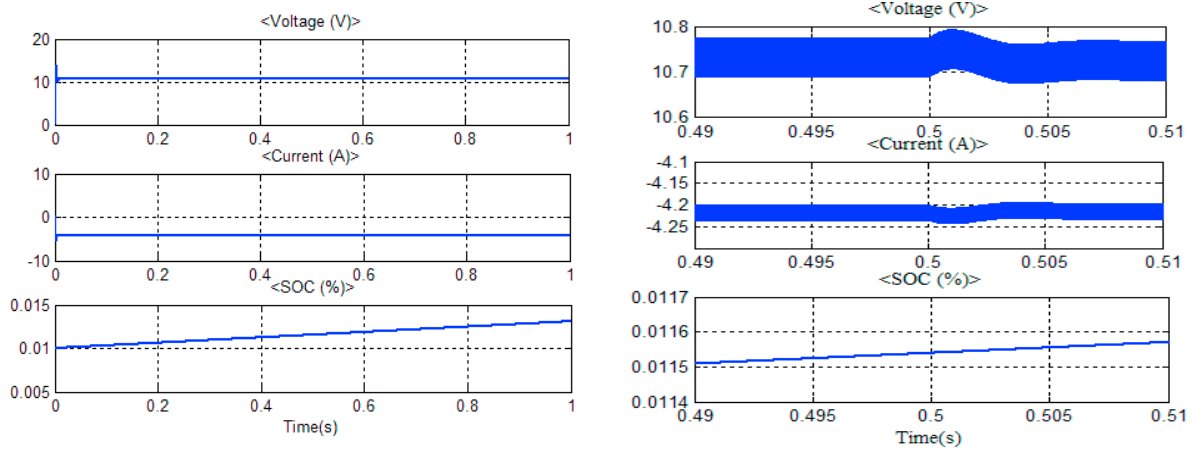 <Voltage (V)>
20
10
0
0 0.2 0.4 0.6 0.8 1
<Current (A)>
10
0
-10
0 0.2 0.4 0.6 0.8 1
<SOC (%)>
0.015
0.01
0.005
0 0.2 0.4 0.6 0.8 1
Time(s)
<Voltage (V)>
10.8
10.7
10.6
0.49 0.495 0.5 0.505 0.51
<Current (A)>
-4.1
-4.15
-4.2
-4.25
0.49 0.495 0.5 0.505 0.51
<SOC (%)>
0.0117
0.0116
0.0115
0.0114
0.49 0.495 0.5 0.505 0.51
Time(s)